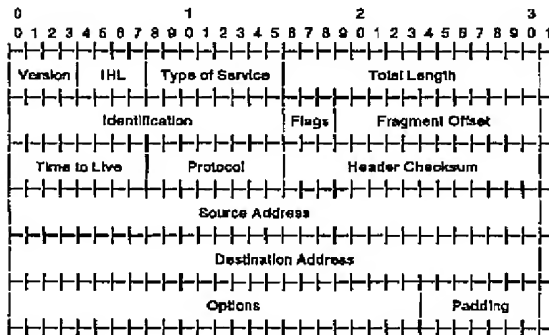 0 1 2 3
0 1 2 3 4 5 6 7 8 9 0 1 2 3 4 5 6 7 8 9 0 1 2 3 4 5 6 7 8 9 0 1
Version IHL Type of Service Total Length
Identification Flags Fragment Offset
Time to Live Protocol Header Checksum
Source Address
Destination Address
Options Padding